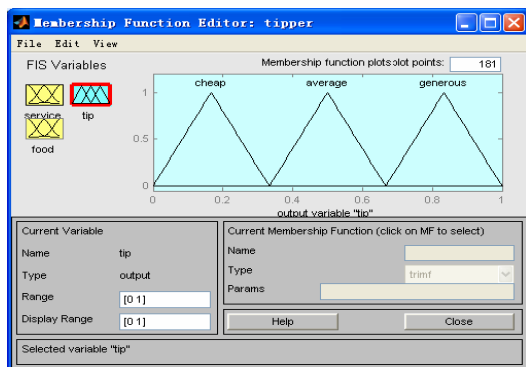 Membership Function Editor: tipper
File Edit View
FIS Variables
Membership function plots plot points: 181
service
tip
food
cheap average generous
1
0.5
0
0 0.2 0.4 0.6 0.8 1
output variable "tip"
Current Variable
Name tip
Type output
Range [0 1]
Display Range [0 1]
Current Membership Function (click on MF to select)
Name
Type trimf
Params
Help Close
Selected variable "tip"